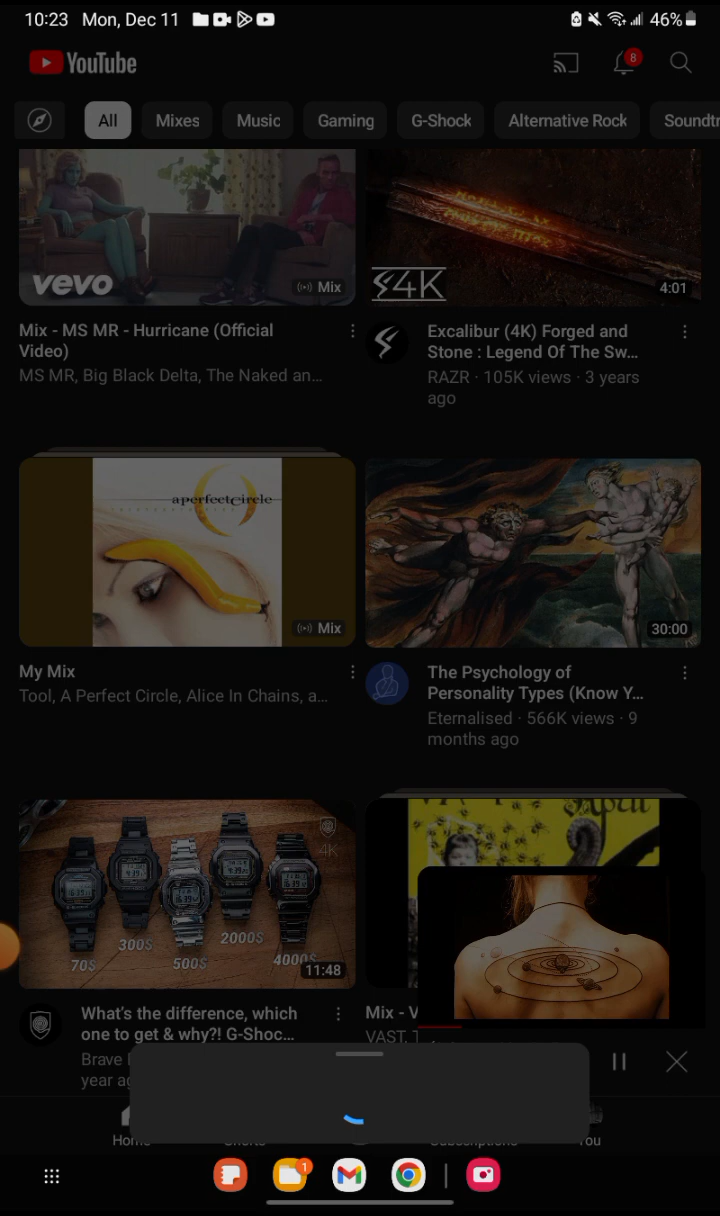 10:23 Mon, Dec 11
46%
YouTube
8
All
Mixes
Music
Gaming
G-Shock
Alternative Rock
vevo
Mix
4K
4:01
Mix - MS MR - Hurricane (Official
Video)
MS MR, Big Black Delta, The Naked an...
Excalibur (4K) Forged and
Stone : Legend Of The Sw...
RAZR · 105K views · 3 years
ago
aperfectcircle
Mix
30:00
My Mix
Tool, A Perfect Circle, Alice In Chains, a...
The Psychology of
Personality Types (Know Y...
Eternalised · 566K views · 9
months ago
4K
70$
300$
500$
2000$
4000$
11:48
What's the difference, which
one to get & why?! G-Shoc...
Brave
year
Mix -
VAST,
Home
You
1